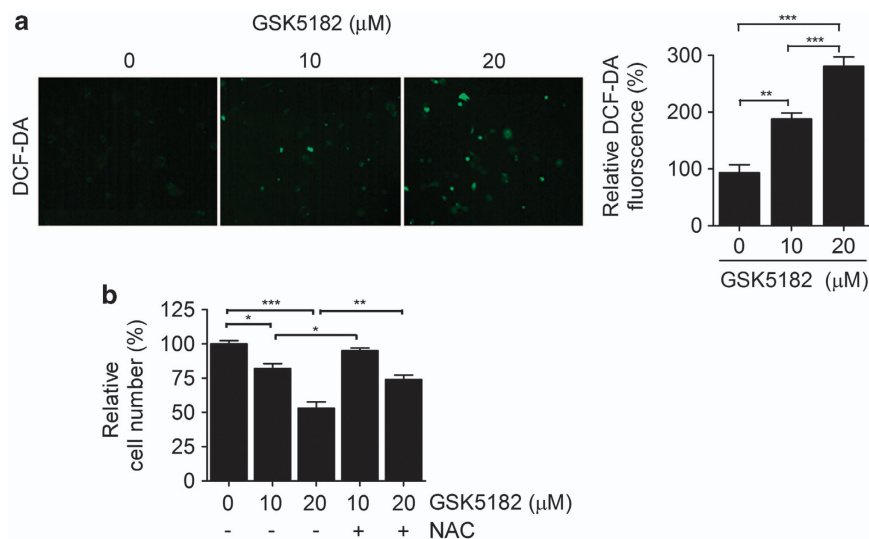 a
GSK5182 (μM)
0 10 20
DCF-DA
Relative DCF-DA
fluorscence (%)
300
200
100
0
***
***
**
0 10 20
GSK5182 (μM)
b
Relative
cell number (%)
125
100
75
50
25
0
*** **
* *
0 10 20 10 20 GSK5182 (μM)
- - - + + NAC